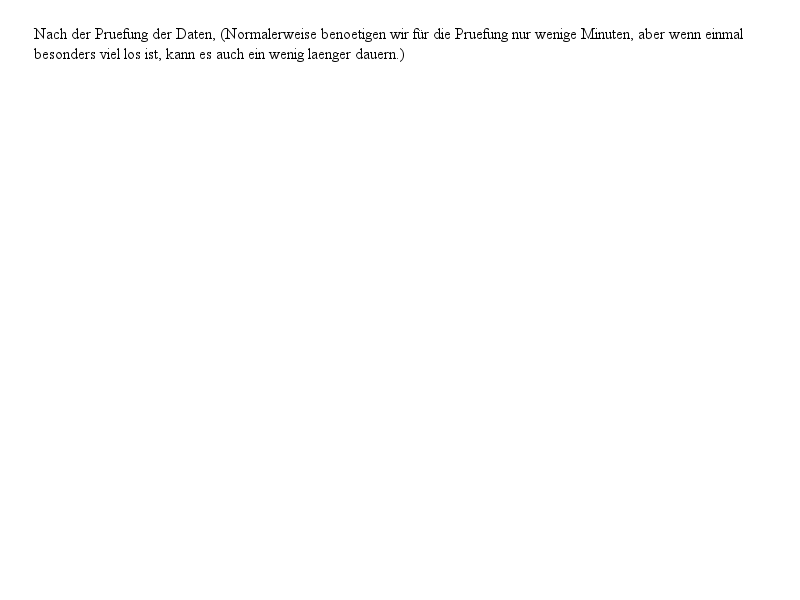 Nach der Pruefung der Daten, (Normalerweise benoetigen wir für die Pruefung nur wenige Minuten, aber wenn einmal
besonders viel los ist, kann es auch ein wenig laenger dauern.)